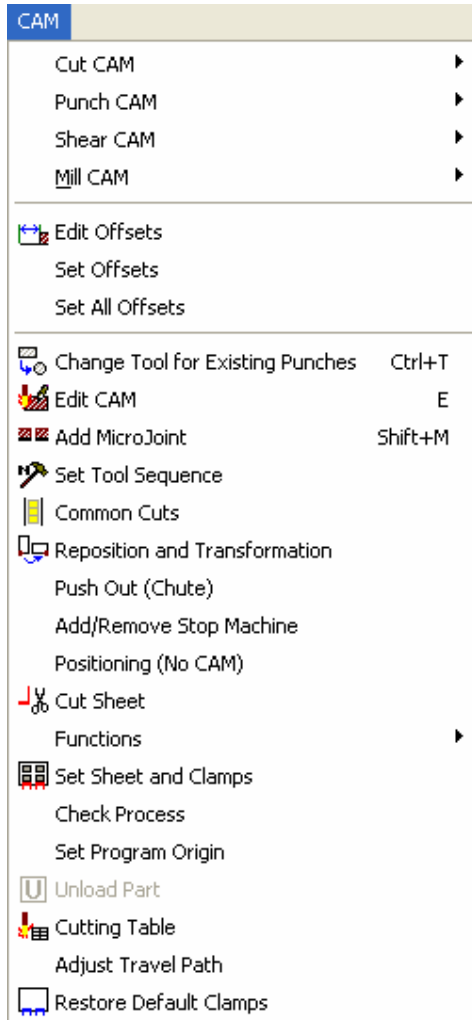 CAM
Cut CAM
Punch CAM
Shear CAM
Mill CAM
Edit Offsets
Set Offsets
Set All Offsets
Change Tool for Existing Punches Ctrl+T
Edit CAM E
Add MicroJoint Shift+M
Set Tool Sequence
Common Cuts
Reposition and Transformation
Push Out (Chute)
Add/Remove Stop Machine
Positioning (No CAM)
Cut Sheet
Functions
Set Sheet and Clamps
Check Process
Set Program Origin
U Unload Part
Cutting Table
Adjust Travel Path
Restore Default Clamps